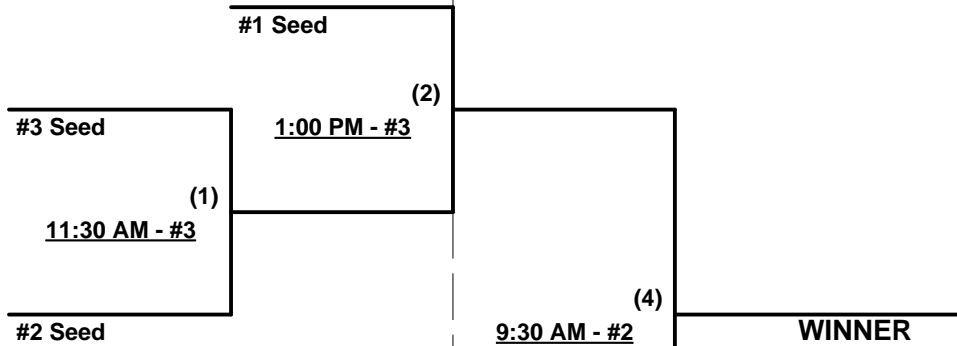 #1 Seed
(2)
#3 Seed
1:00 PM - #3
(1)
11:30 AM - #3
(4)
#2 Seed
9:30 AM - #2
WINNER